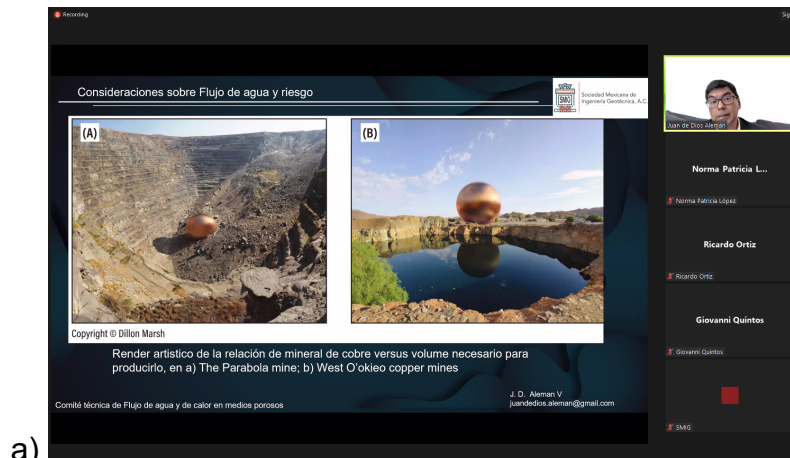 Recording
Consideraciones sobre Flujo de agua y riesgo
SMIG
Sociedad Mexicana de
Ingeniería Geotécnica, A.C
(A)
(B)
Copyright © Dillon Marsh
Render artistico de la relación de mineral de cobre versus volume necesario para
producirlo, en a) The Parabola mine; b) West O'okieo copper mines
Comité técnica de Flujo de agua y de calor en medios porosos
J. D. Aleman V
juandedios.aleman@gmail.com
Juan de Dios Alemán
Norma Patricia L...
Norma Patricia López
Ricardo Ortiz
Ricardo Ortiz
Giovanni Quintos
Giovanni Quintos
SMIG
a)